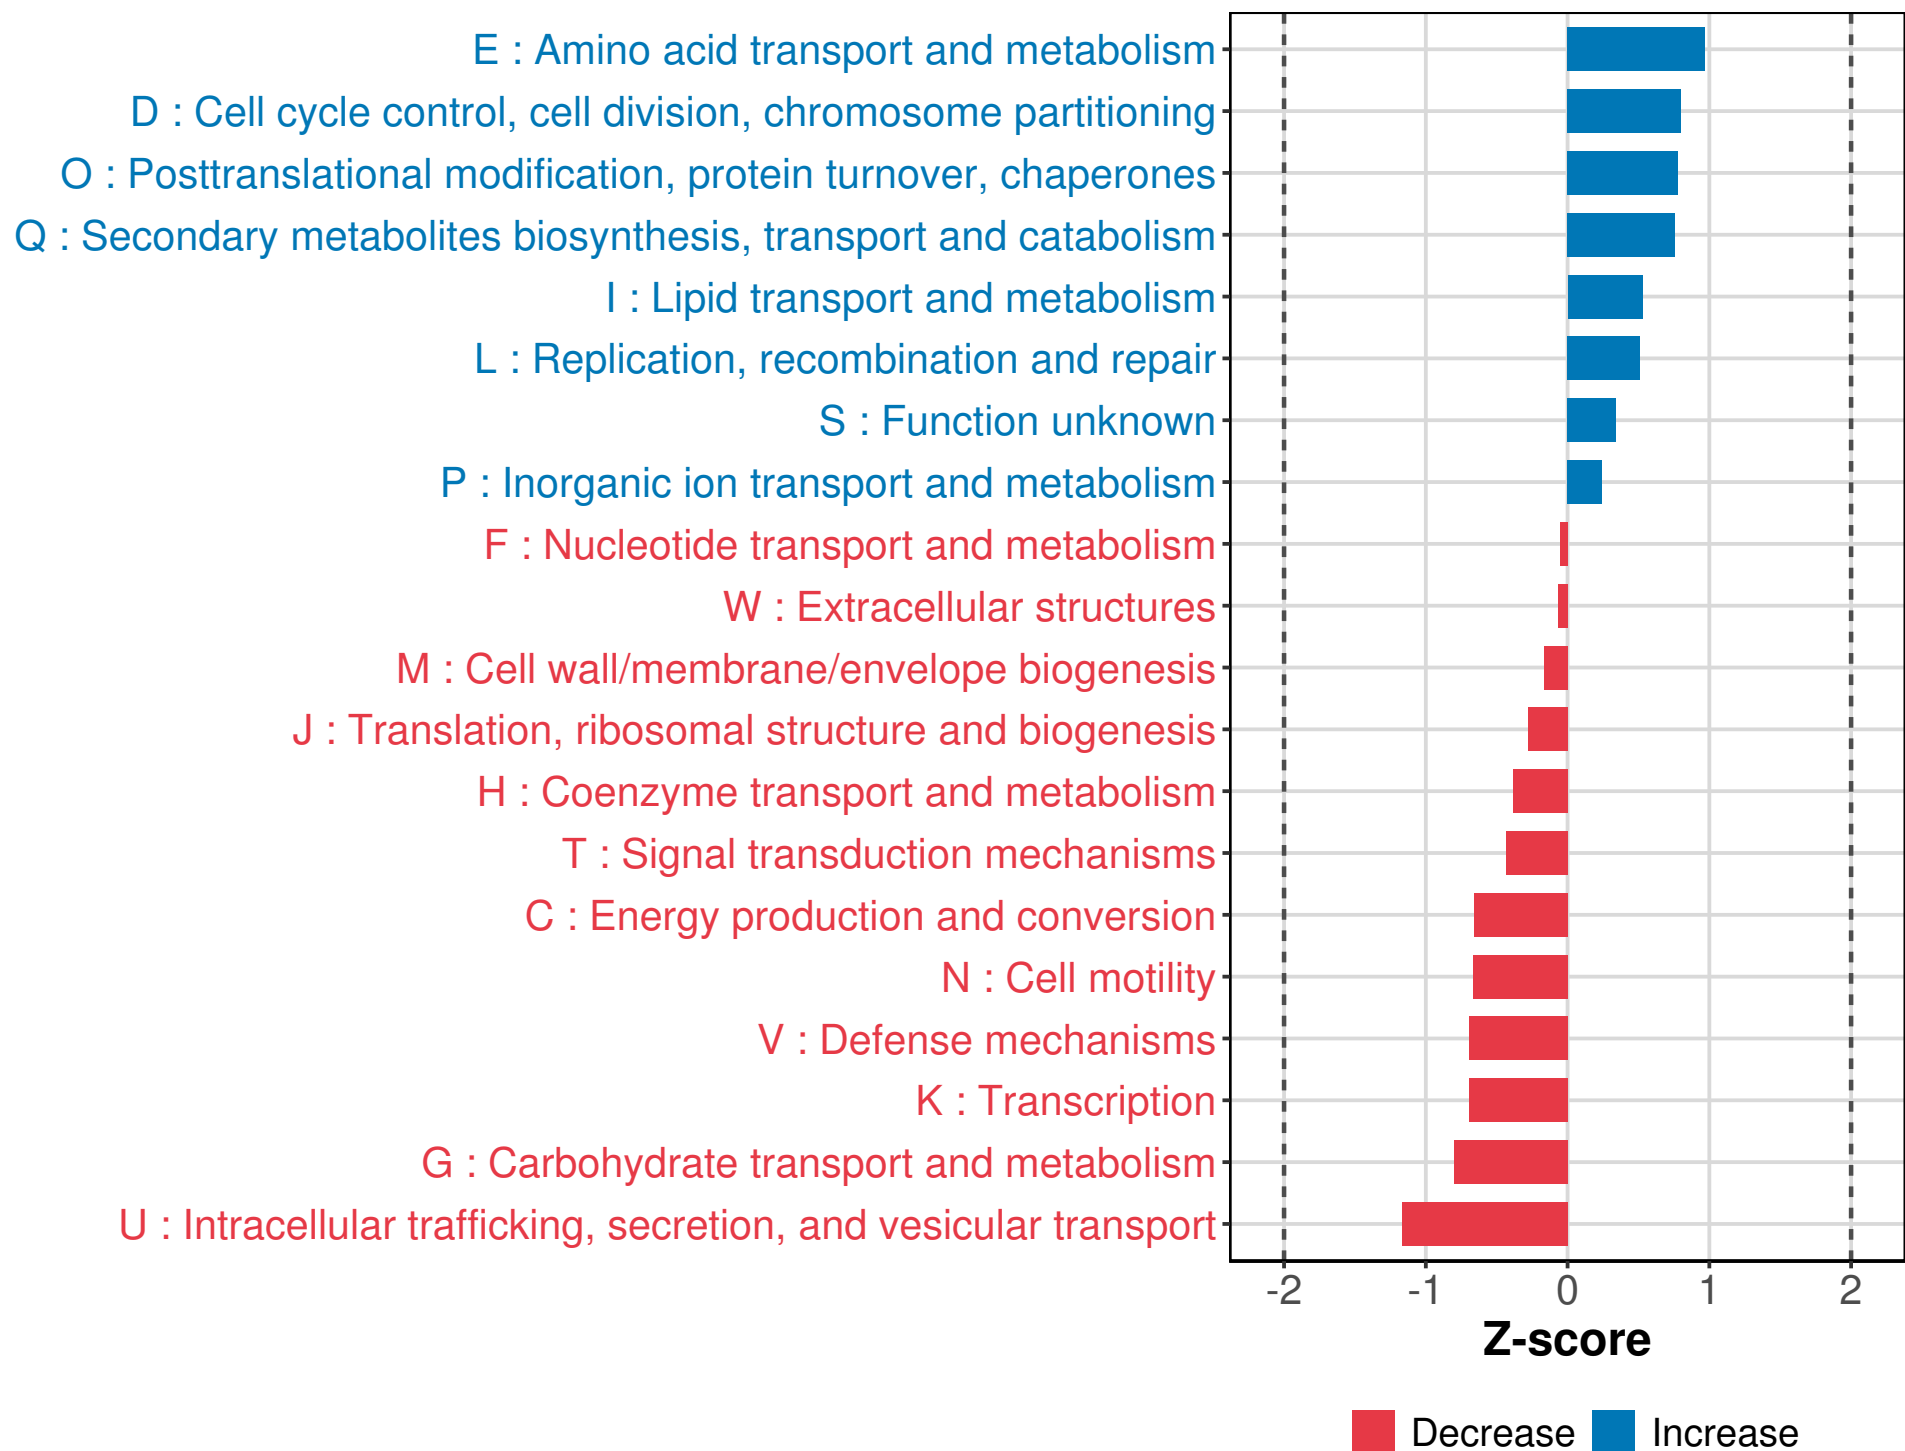 E : Amino acid transport and metabolism
D : Cell cycle control, cell division, chromosome partitioning
O : Posttranslational modification, protein turnover, chaperones
Q : Secondary metabolites biosynthesis, transport and catabolism
I : Lipid transport and metabolism
L : Replication, recombination and repair
S : Function unknown
P : Inorganic ion transport and metabolism
F : Nucleotide transport and metabolism
W : Extracellular structures
M : Cell wall/membrane/envelope biogenesis
J : Translation, ribosomal structure and biogenesis
H : Coenzyme transport and metabolism
T : Signal transduction mechanisms
C : Energy production and conversion
N : Cell motility
V : Defense mechanisms
K : Transcription
G : Carbohydrate transport and metabolism
U : Intracellular trafficking, secretion, and vesicular transport
-2 -1 0 1 2
Z-score
Decrease Increase